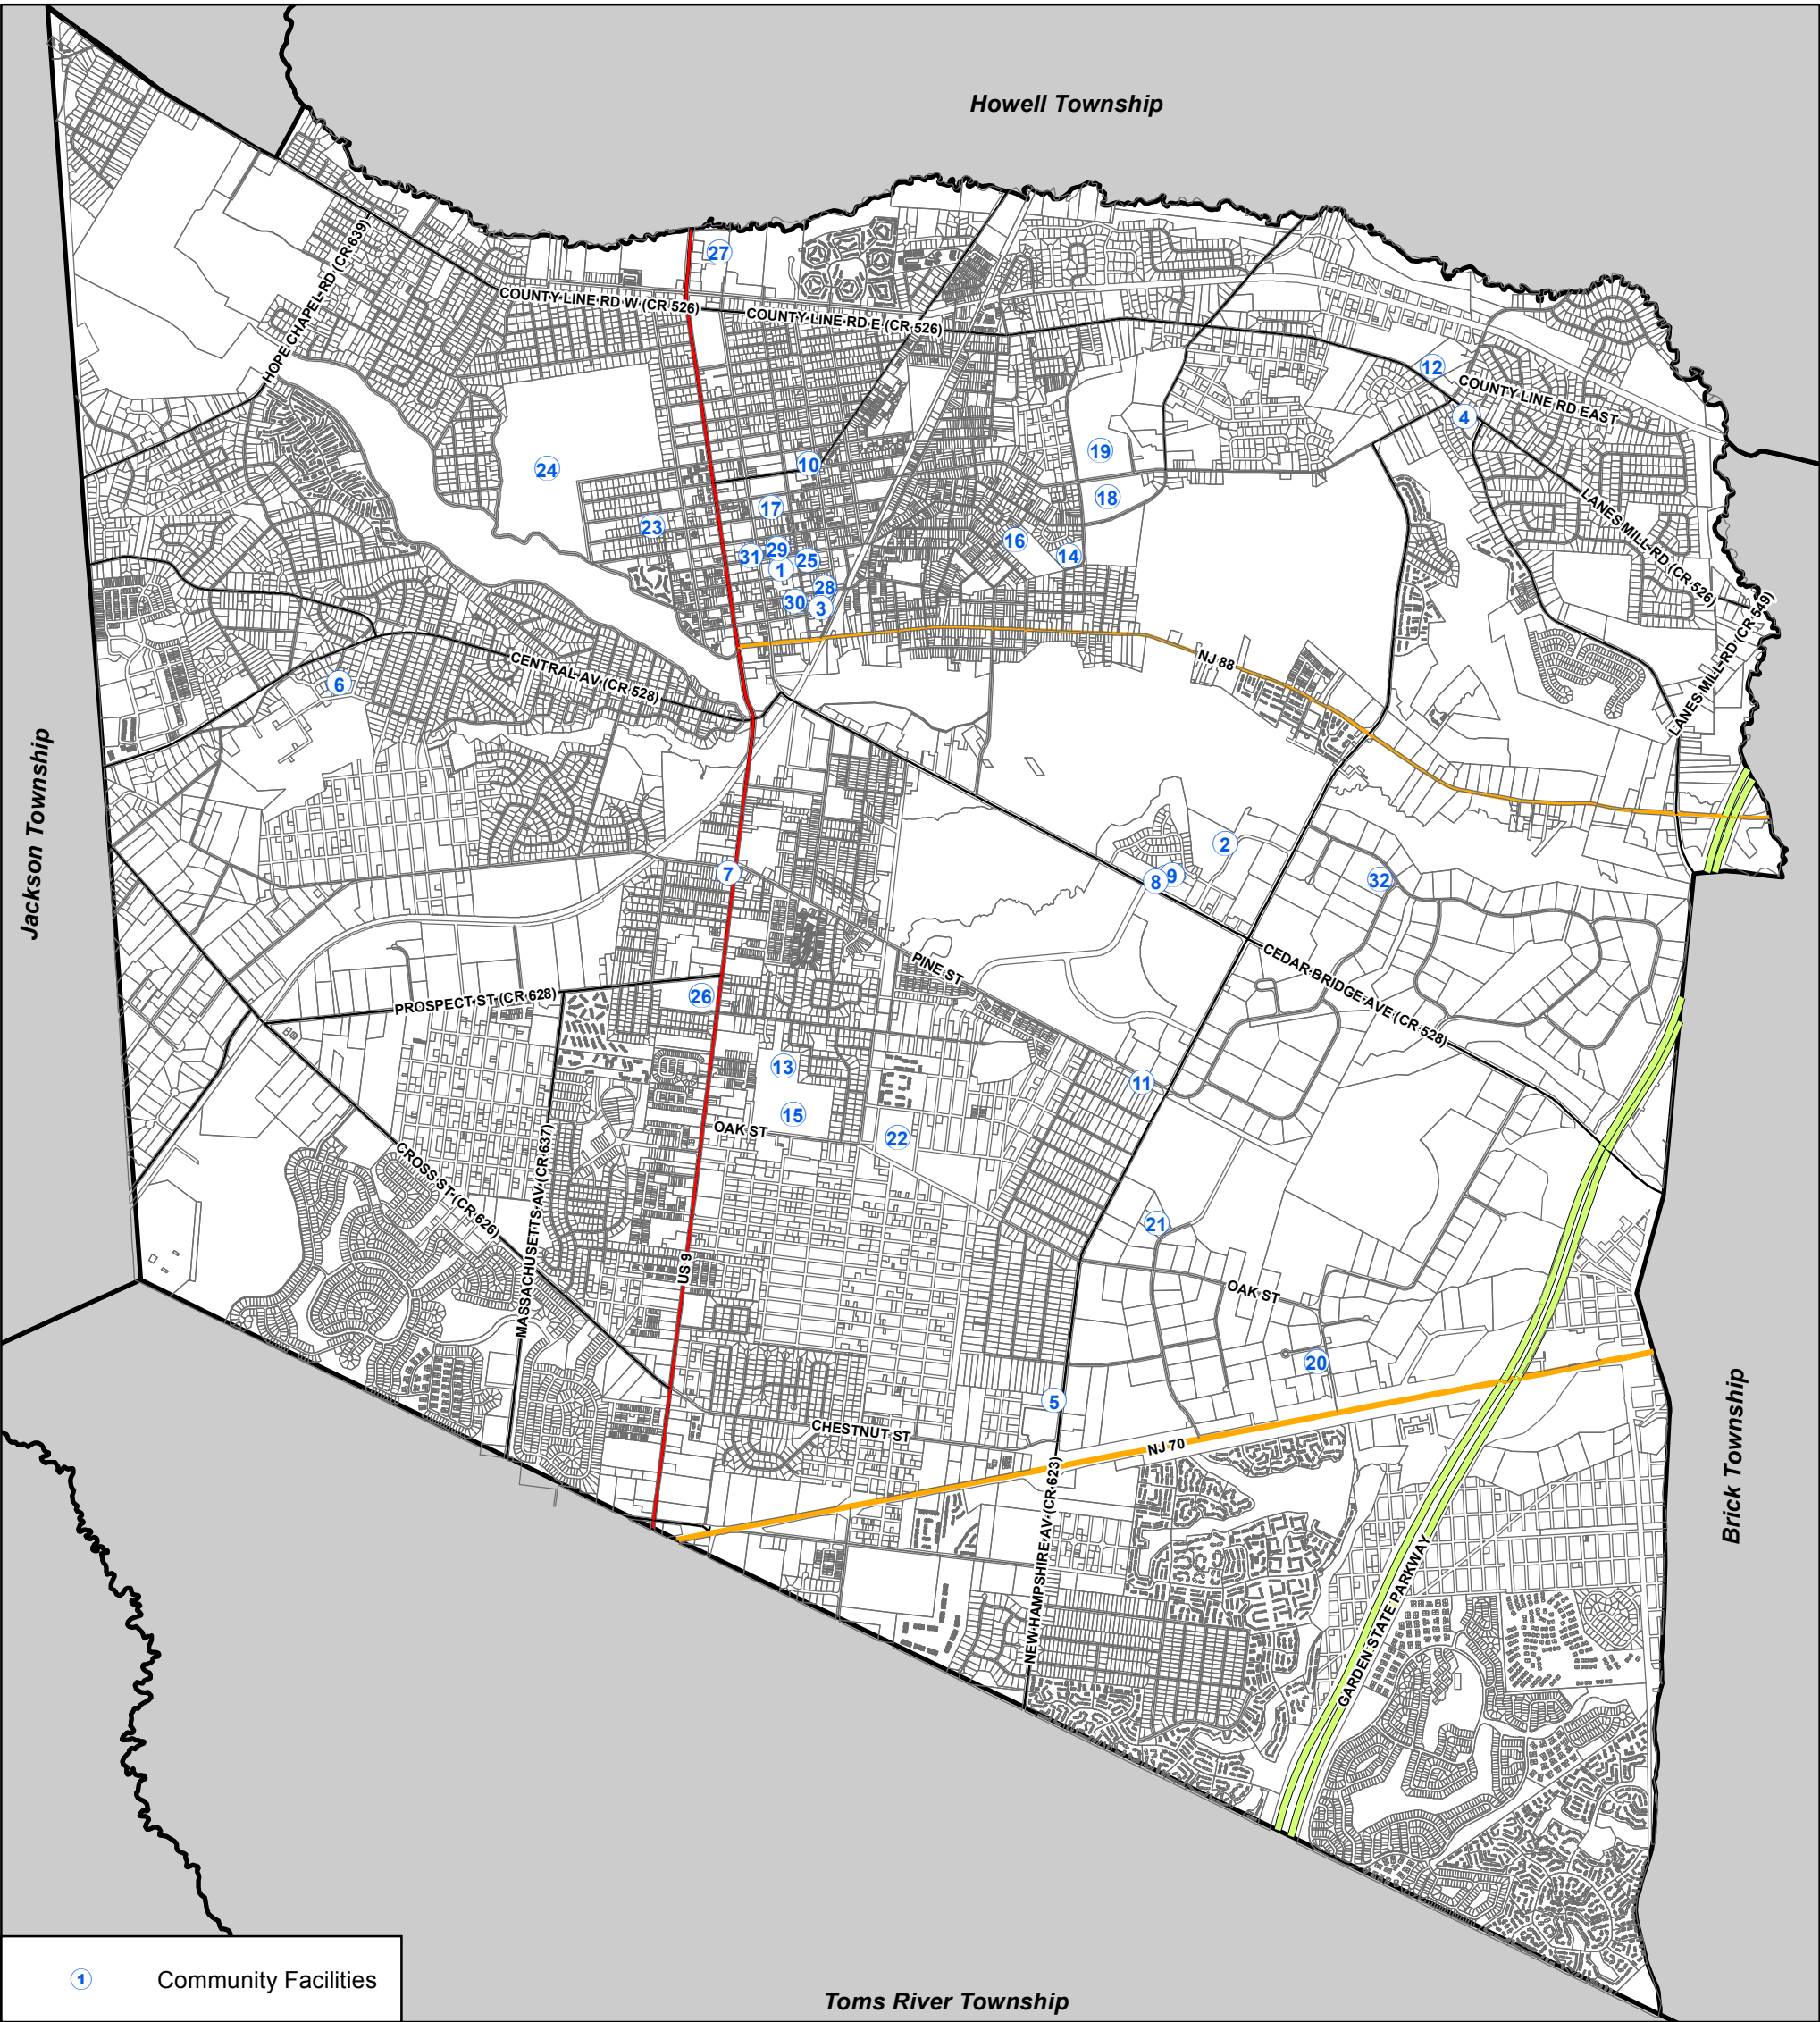 Howell Township
27
HOPE CHAPEL RD (CR 639)
COUNTY LINE RD W (CR 526)
COUNTY LINE RD E (CR 526)
12
COUNTY LINE RD EAST
4
19
10
24
18
LANES MILL RD (CR 526)
17
23
16
29
31
25
14
1
28
30
3
LANES MILL RD (CR 549)
NJ 88
CENTRAL AV (CR 528)
6
Jackson Township
2
7
8
9
32
PINE ST
CEDAR BRIDGE AVE (CR 528)
26
PROSPECT ST (CR 628)
13
11
15
OAK ST
22
CROSS ST (CR 626)
MASSACHUSETTS AV (CR 637)
21
US 9
OAK ST
20
5
CHESTNUT ST
NJ 70
Brick Township
NEW HAMPSHIRE AV (CR 623)
GARDEN STATE PARKWAY
1 Community Facilities
Toms River Township